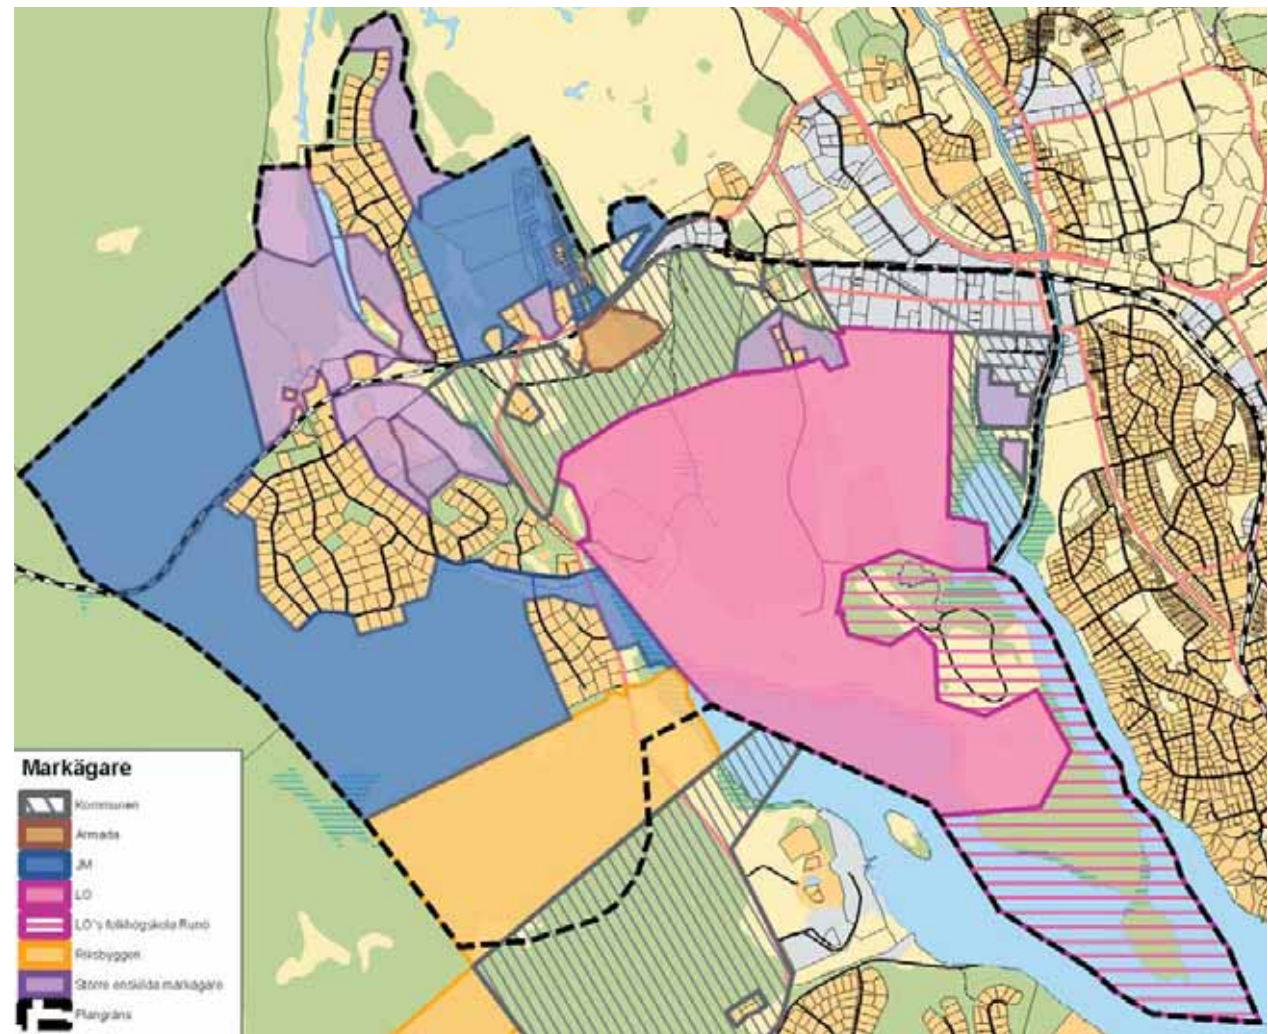 Markägare
Kommunen
Armada
JM
LO
LO's folkhögskola Runö
Riksbyggen
Större enskilda markägare
Plangräns